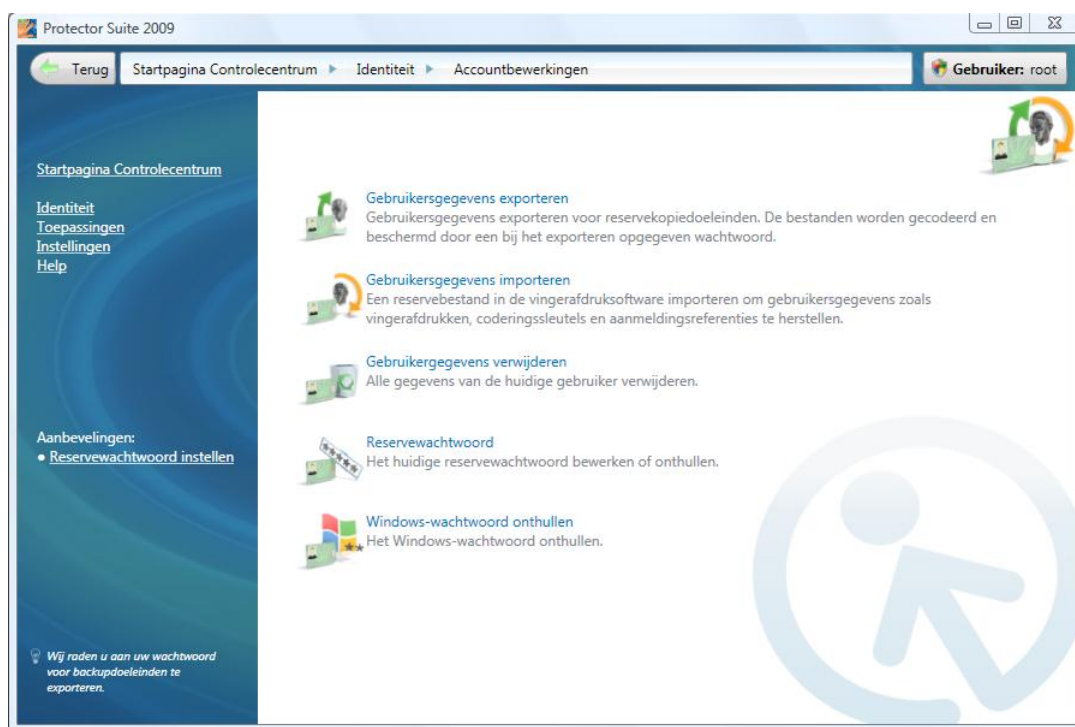 Protector Suite 2009
Terug
Startpagina Controlecentrum
Identiteit
Accountbewerkingen
Gebruiker: root
Startpagina Controlecentrum
Identiteit
Toepassingen
Instellingen
Help
Aanbevelingen:
• Reservewachtwoord instellen
Wij raden u aan uw wachtwoord
voor backupdoeleinden te
exporteren.
Gebruikersgegevens exporteren
Gebruikersgegevens exporteren voor reservekopiedoeleinden. De bestanden worden gecodeerd en
beschermd door een bij het exporteren opgegeven wachtwoord.
Gebruikersgegevens importeren
Een reservebestand in de vingerafdruksoftware importeren om gebruikersgegevens zoals
vingerafdrukken, coderingssleutels en aanmeldingsreferenties te herstellen.
Gebruikergegevens verwijderen
Alle gegevens van de huidige gebruiker verwijderen.
Reservewachtwoord
Het huidige reservewachtwoord bewerken of onthullen.
Windows-wachtwoord onthullen
Het Windows-wachtwoord onthullen.